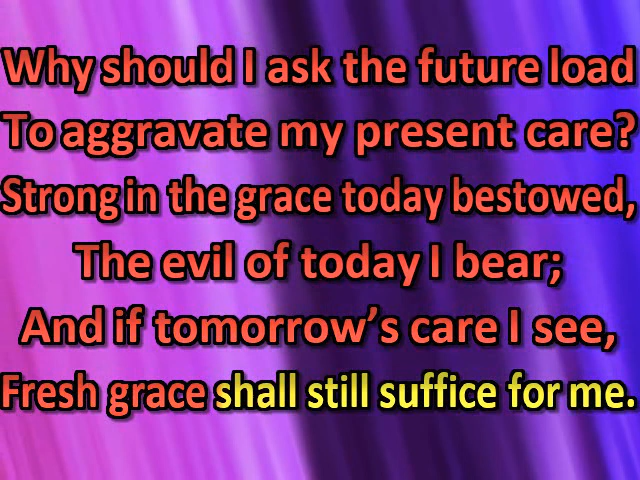 Why should I ask the future load
To aggravate my present care?
Strong in the grace today bestowed,
The evil of today I bear;
And if tomorrow’s care I see,
Fresh grace shall still suffice for me.